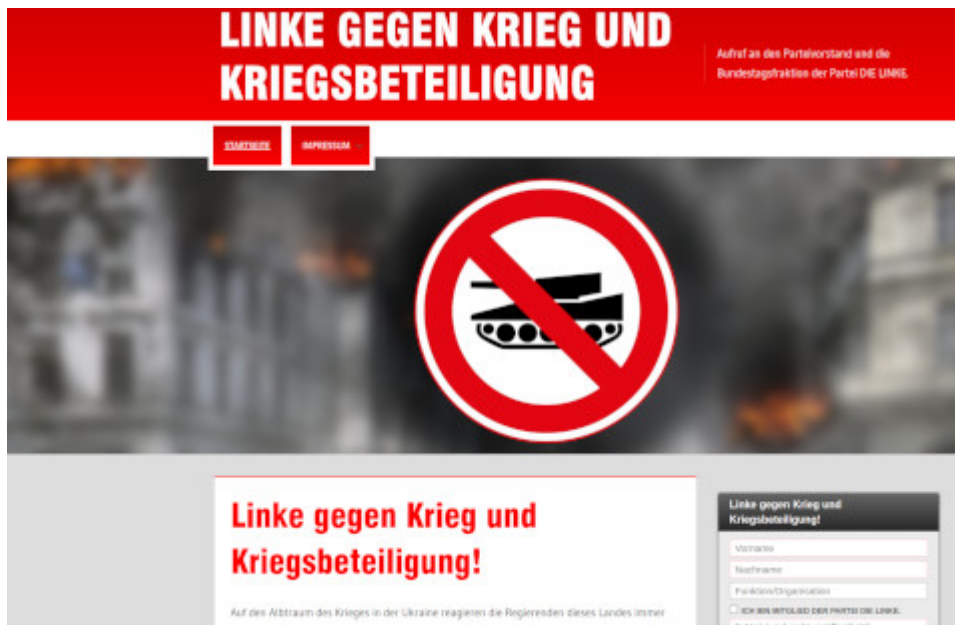 LINKE GEGEN KRIEG UND
KRIEGSBETEILIGUNG
Aufruf an den Parteivorstand und die
Bundestagsfraktion der Partei DIE LINKE.
STARTSEITE
IMPRESSUM
Linke gegen Krieg und
Kriegsbeteiligung!
Auf den Albtraum des Krieges in der Ukraine reagieren die Regierenden dieses Landes immer
Linke gegen Krieg und
Kriegsbeteiligung!
Vorname
Nachname
Funktion/Organisation
ICH BIN MITGLIED DER PARTEI DIE LINKE.